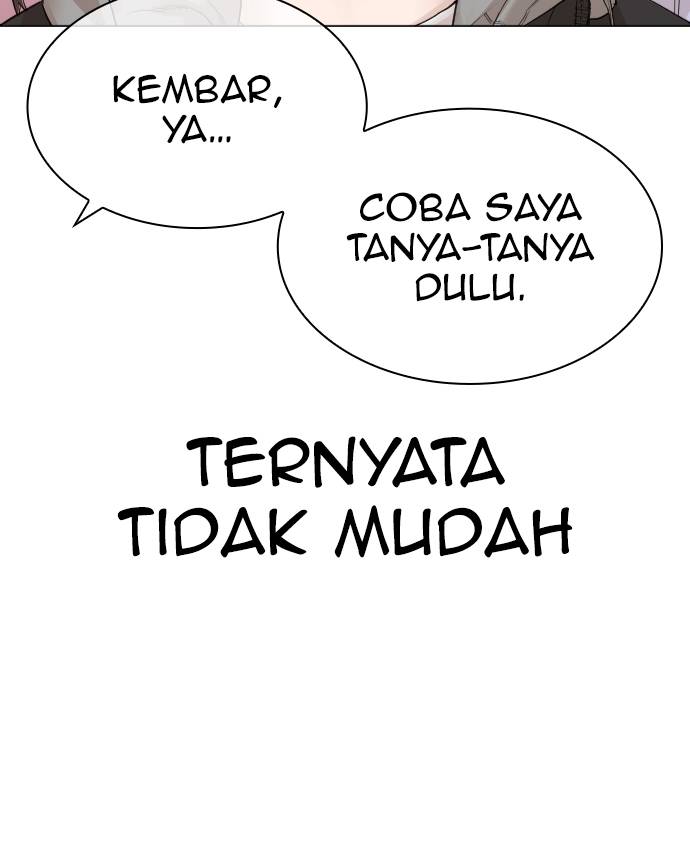 KEMBAR,
YA...
COBA SAYA
TANYA-TANYA
DULU.
TERNYATA
TIDAK MUDAH